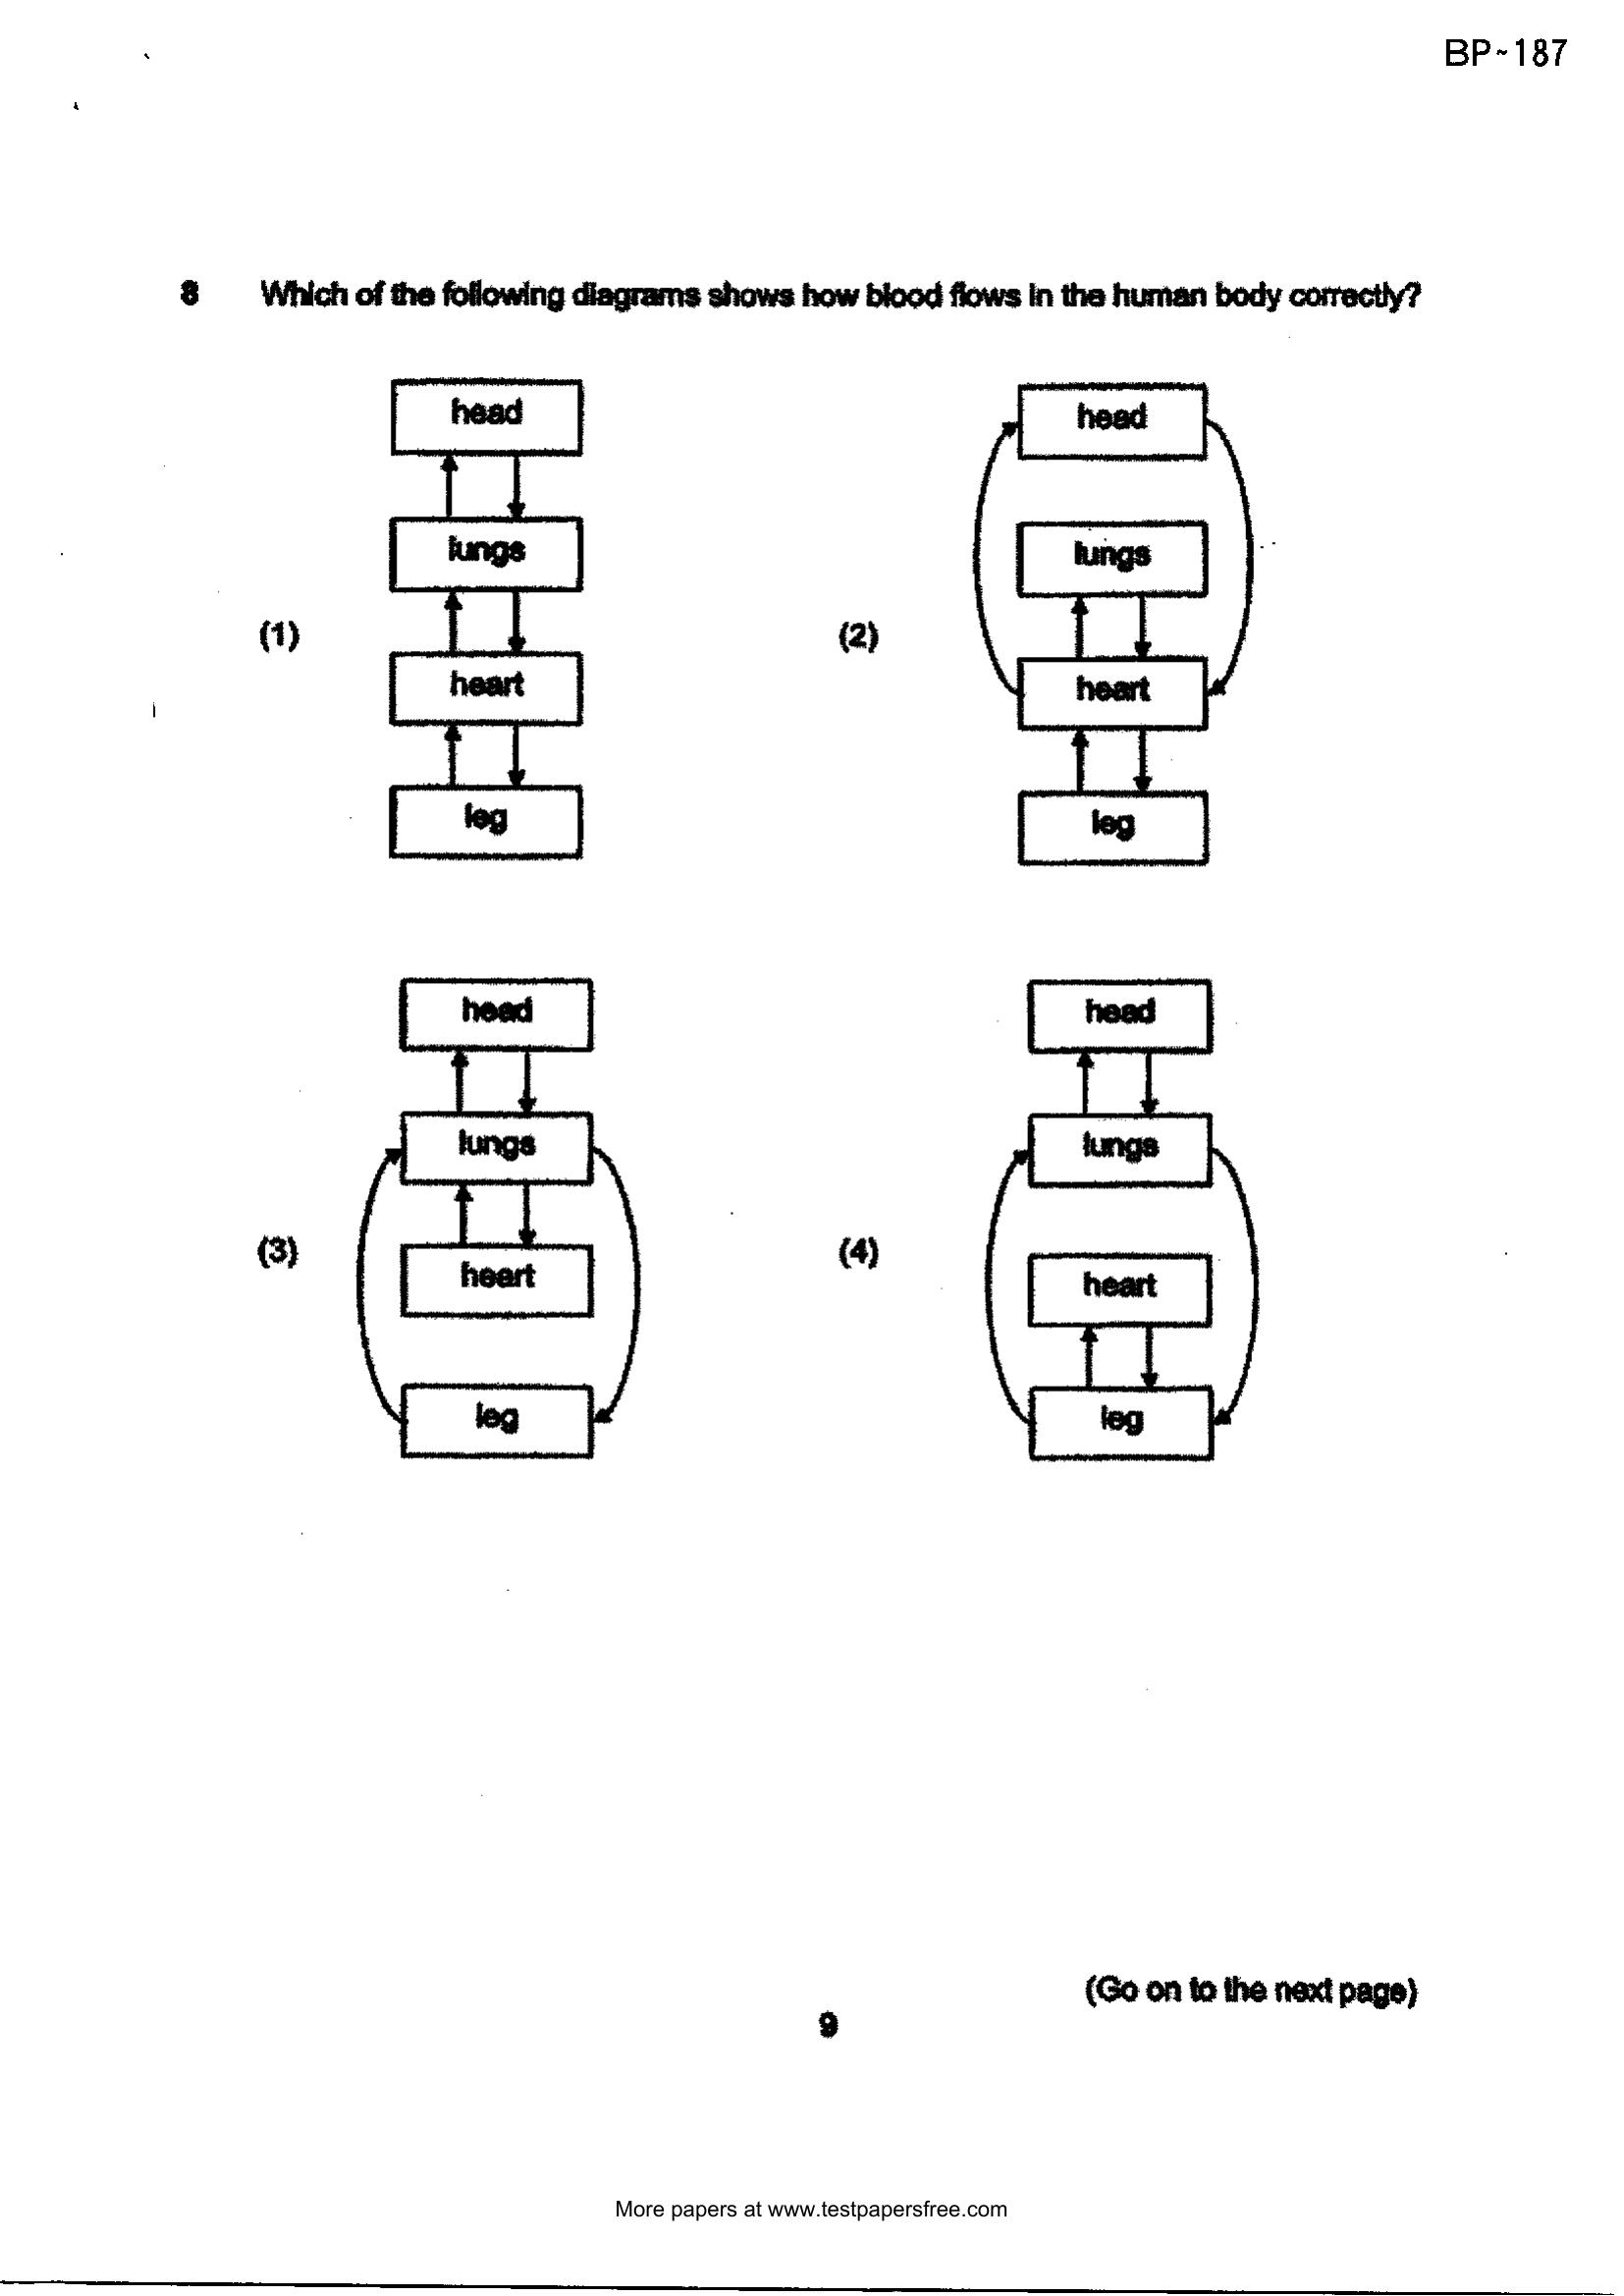 BP~187
8 Which of the following diagrams shows how blood flows in the human body correctly?
(1)
head
lungs
heart
leg
(2)
head
lungs
heart
leg
(3)
head
lungs
heart
leg
(4)
head
lungs
heart
leg
(Go on to the next page)
9
More papers at www.testpapersfree.com